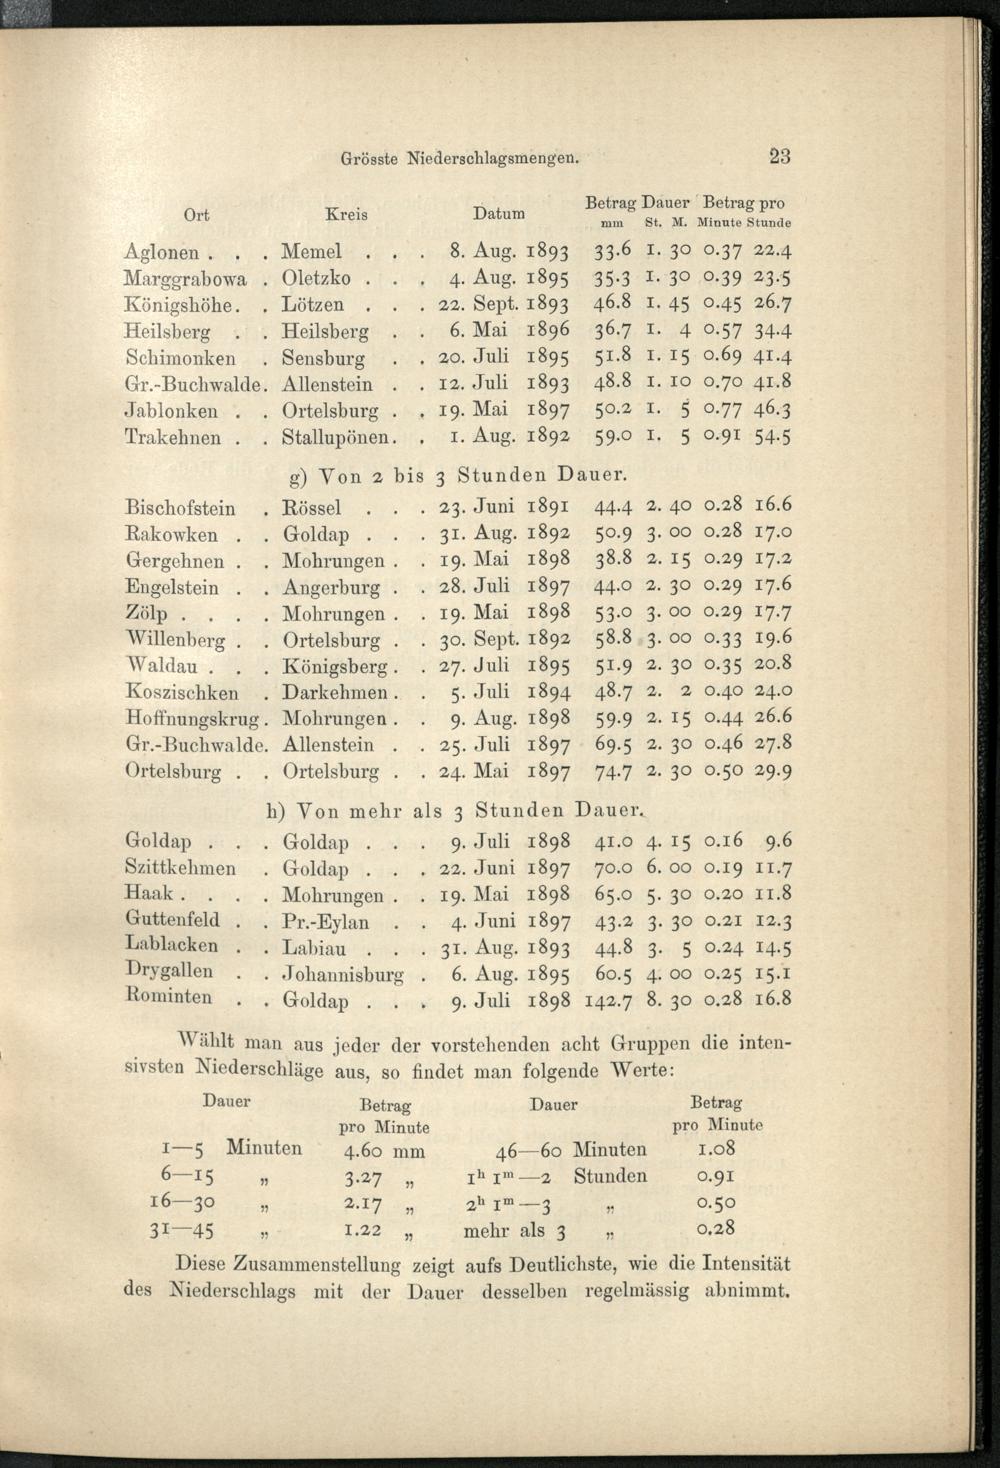 Grösste Niederschlagsmengen. 23
Ort Kreis Datum Betrag Dauer Betrag pro
mm St. M. Minute Stunde
Aglonen . . . Memel . . . 8. Aug. 1893 33.6 1. 30 0.37 22.4
Marggrabowa . Oletzko . . . 4. Aug. 1895 35.3 1. 30 0.39 23.5
Königshöhe. . Lötzen . . . 22. Sept. 1893 46.8 1. 45 0.45 26.7
Heilsberg . . Heilsberg . . 6. Mai 1896 36.7 1. 4 0.57 34.4
Schimonken . Sensburg . . 20. Juli 1895 51.8 1. 15 0.69 41.4
Gr.-Buchwalde. Allenstein . . 12. Juli 1893 48.8 1. 10 0.70 41.8
Jablonken . . Ortelsburg . . 19. Mai 1897 50.2 1. 5 0.77 46.3
Trakehnen . . Stallupönen. . 1. Aug. 1892 59.0 1. 5 0.91 54.5
g) Von 2 bis 3 Stunden Dauer.
Bischofstein . Rössel . . . 23. Juni 1891 44.4 2. 40 0.28 16.6
Rakowken . . Goldap . . . 31. Aug. 1892 50.9 3. 00 0.28 17.0
Gergehnen . . Mohrungen . . 19. Mai 1898 38.8 2. 15 0.29 17.2
Engelstein . . Angerburg . . 28. Juli 1897 44.0 2. 30 0.29 17.6
Zölp . . . . Mohrungen . . 19. Mai 1898 53.0 3. 00 0.29 17.7
Willenberg . . Ortelsburg . . 30. Sept. 1892 58.8 3. 00 0.33 19.6
Waldau . . . Königsberg . . 27. Juli 1895 51.9 2. 30 0.35 20.8
Koszischken . Darkehmen . . 5. Juli 1894 48.7 2. 2 0.40 24.0
Hoffnungskrug . Mohrungen . . 9. Aug. 1898 59.9 2. 15 0.44 26.6
Gr.-Buchwalde. Allenstein . . 25. Juli 1897 69.5 2. 30 0.46 27.8
Ortelsburg . . Ortelsburg . . 24. Mai 1897 74.7 2. 30 0.50 29.9
h) Von mehr als 3 Stunden Dauer.
Goldap . . . Goldap . . . 9. Juli 1898 41.0 4. 15 0.16 9.6
Szittkehmen . Goldap . . . 22. Juni 1897 70.0 6. 00 0.19 11.7
Haak . . . . Mohrungen . . 19. Mai 1898 65.0 5. 30 0.20 11.8
Guttenfeld . . Pr.-Eylan . . 4. Juni 1897 43.2 3. 30 0.21 12.3
Lablacken . . Labiau . . . 31. Aug. 1893 44.8 3. 5 0.24 14.5
Drygallen . . Johannisburg . 6. Aug. 1895 60.5 4. 00 0.25 15.1
Rominten . . Goldap . . . 9. Juli 1898 142.7 8. 30 0.28 16.8
Wählt man aus jeder der vorstehenden acht Gruppen die inten-
sivsten Niederschläge aus, so findet man folgende Werte:
Dauer Betrag Dauer Betrag
pro Minute pro Minute
1—5 Minuten 4.60 mm 46—60 Minuten 1.08
6—15 „ 3.27 „ 1h 1m—2 Stunden 0.91
16—30 „ 2.17 „ 2h 1m—3 „ 0.50
31—45 „ 1.22 „ mehr als 3 „ 0.28
Diese Zusammenstellung zeigt aufs Deutlichste, wie die Intensität
des Niederschlags mit der Dauer desselben regelmässig abnimmt.